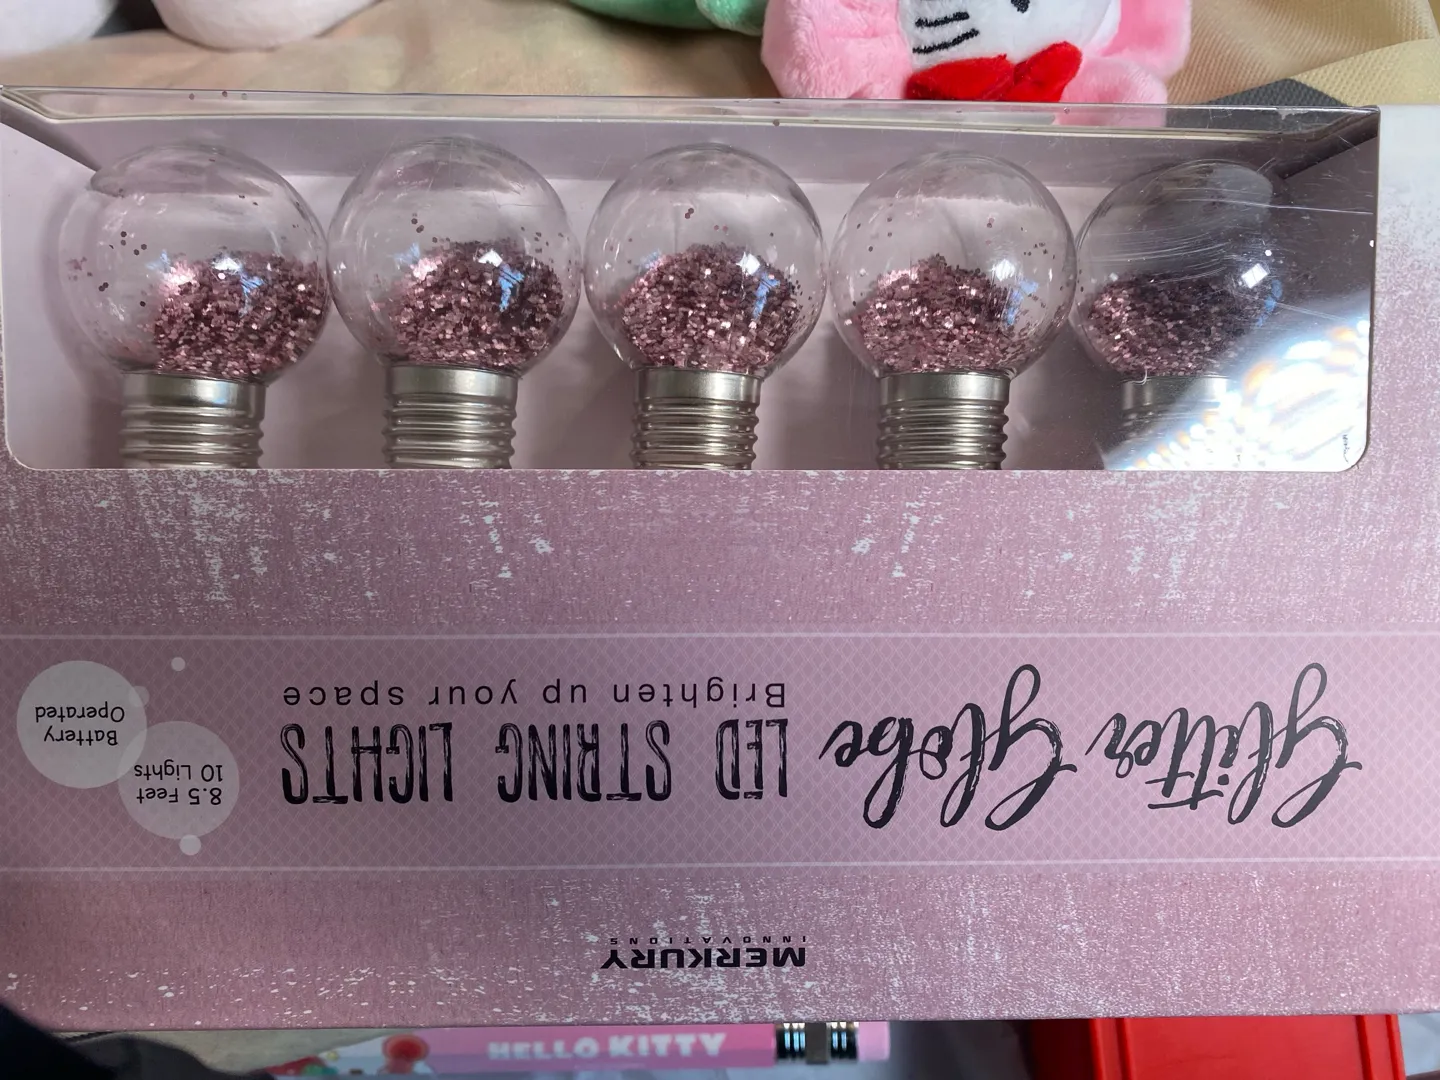 MERKURY
INNOVATIONS
Glitter Globe
LED STRING LIGHTS
Brighten up your space
8.5 Feet
10 Lights
Battery
Operated
HELLO KITTY